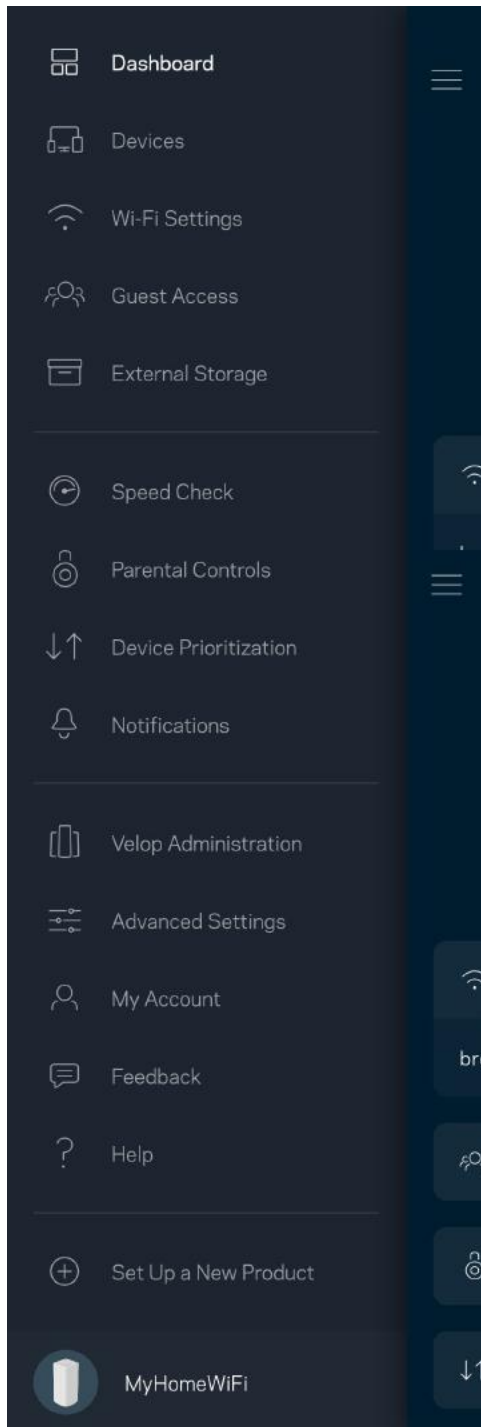 Dashboard
Devices
Wi-Fi Settings
Guest Access
External Storage
Speed Check
Parental Controls
Device Prioritization
Notifications
Velop Administration
Advanced Settings
My Account
Feedback
Help
Set Up a New Product
MyHomeWiFi